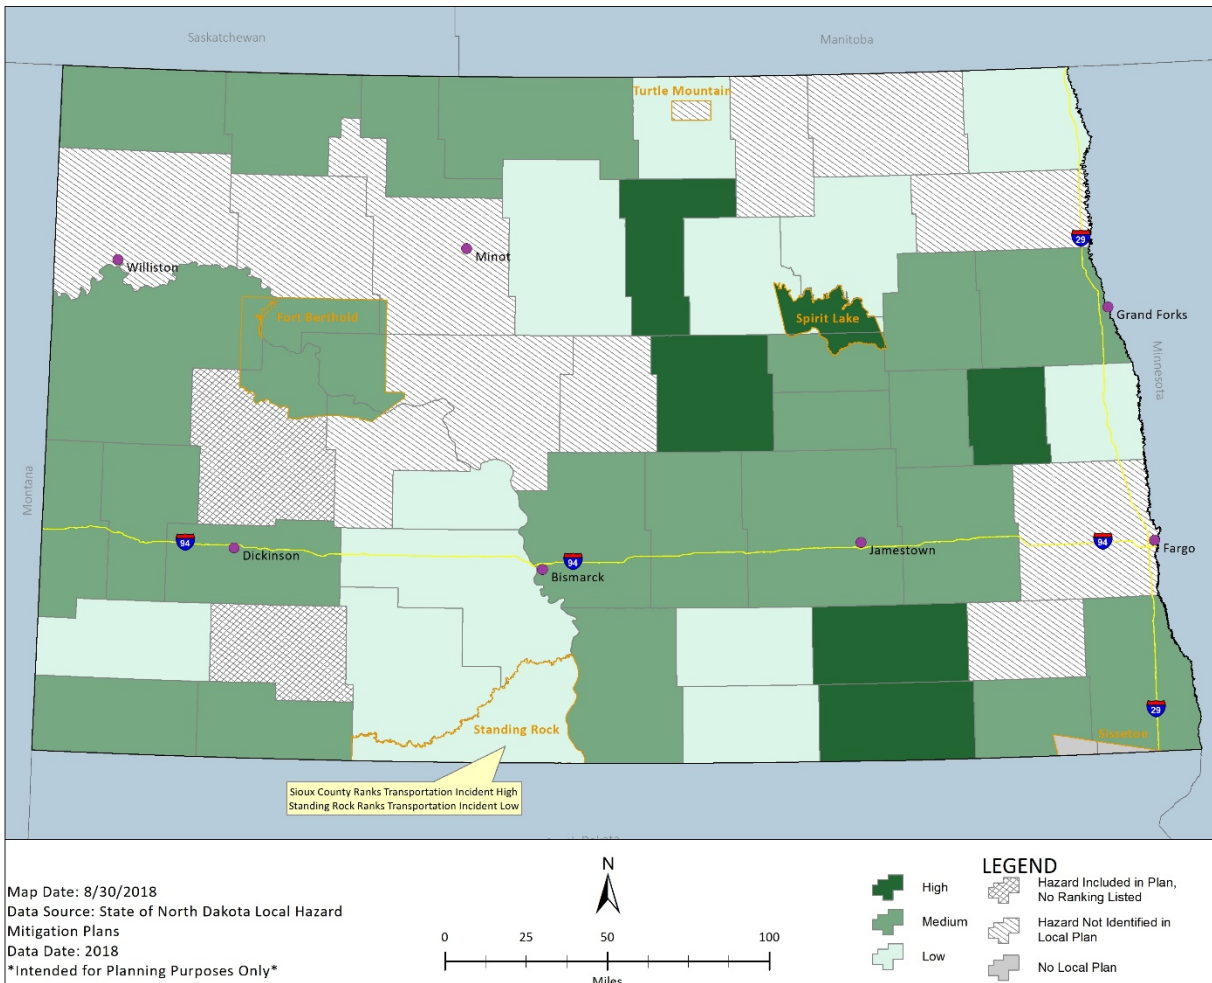 Saskatchewan
Manitoba
Turtle Mountain
29
Minot
Williston
Fort Berthold
Spirit Lake
Grand Forks
Minnesota
Montana
94
Dickinson
94
Bismarck
Jamestown
94
Fargo
29
Standing Rock
Sisseton
Sioux County Ranks Transportation Incident High
Standing Rock Ranks Transportation Incident Low
Map Date: 8/30/2018
Data Source: State of North Dakota Local Hazard
Mitigation Plans
Data Date: 2018
*Intended for Planning Purposes Only*
N
0 25 50 100
Miles
LEGEND
High
Medium
Low
Hazard Included in Plan,
No Ranking Listed
Hazard Not Identified in
Local Plan
No Local Plan